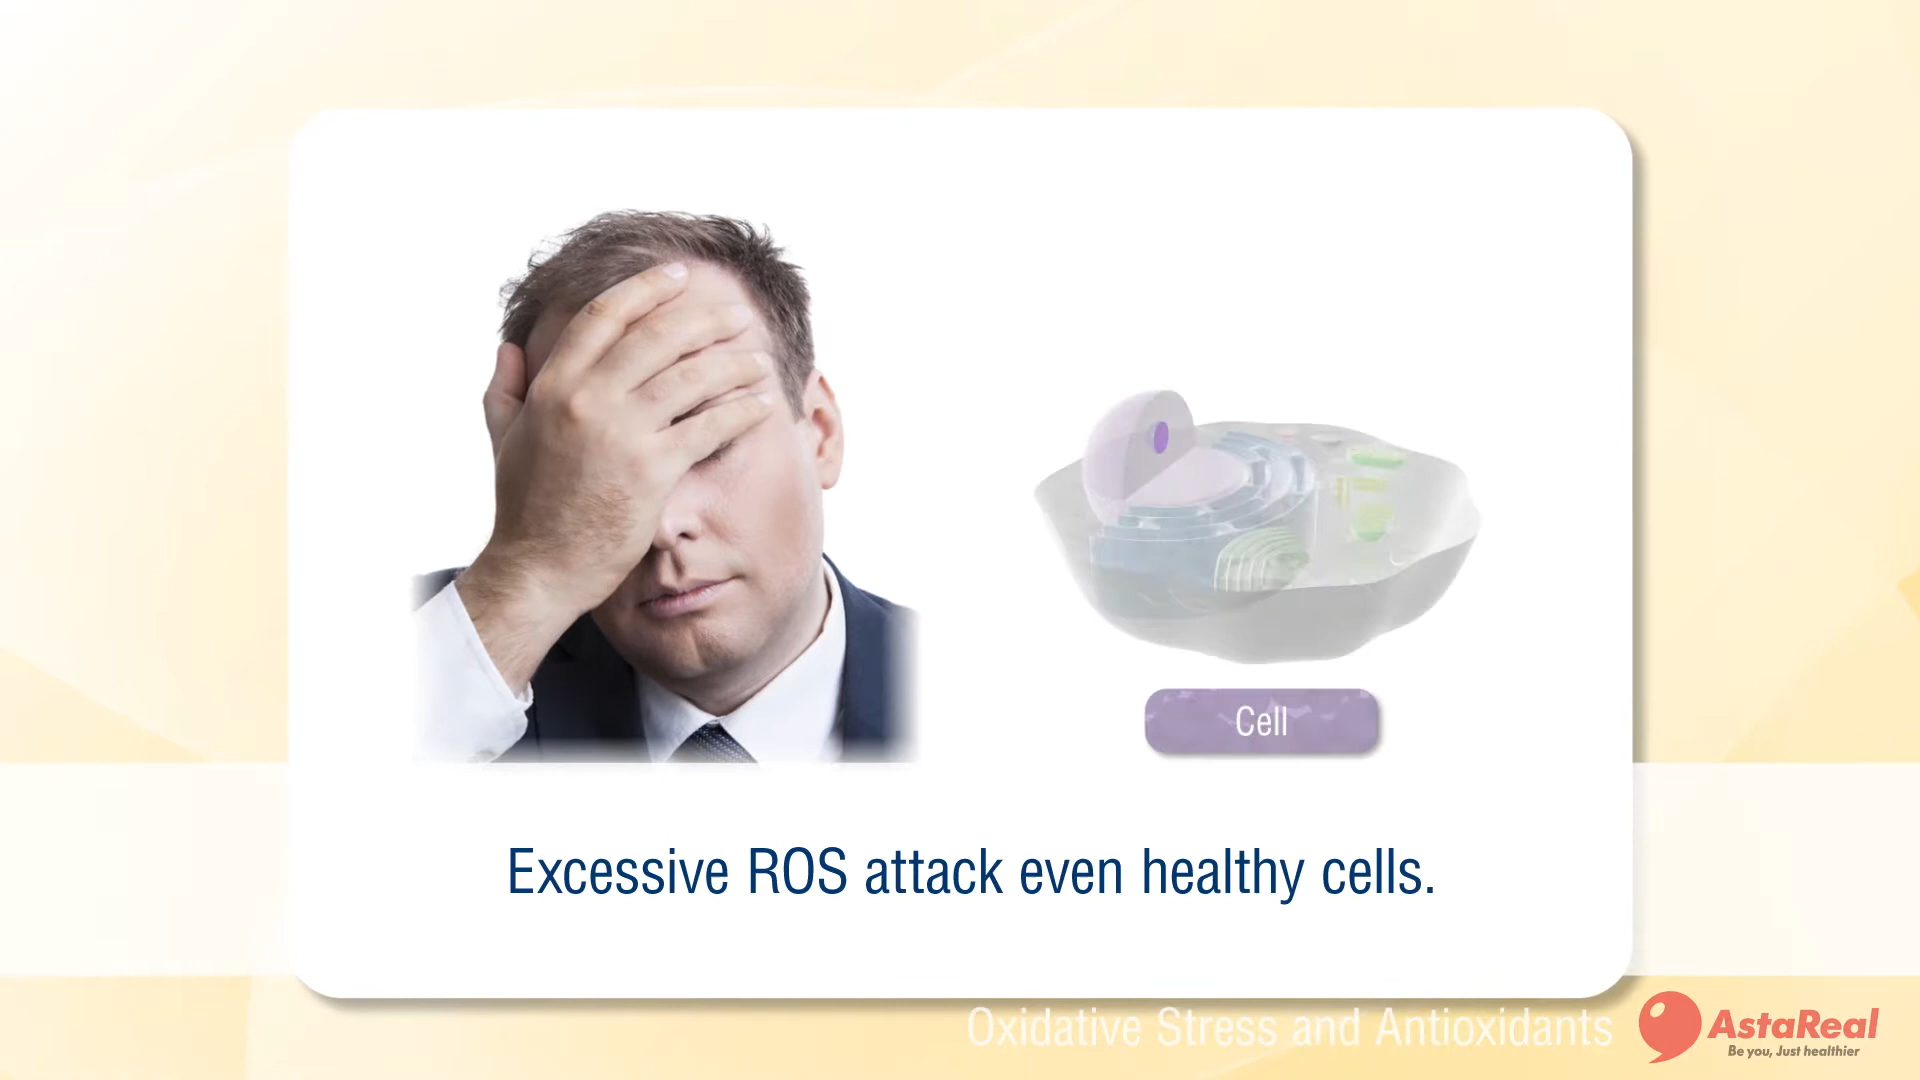 Cell
Excessive ROS attack even healthy cells.
Oxidative Stress and Antioxidants
AstaReal
Be you, Just healthier